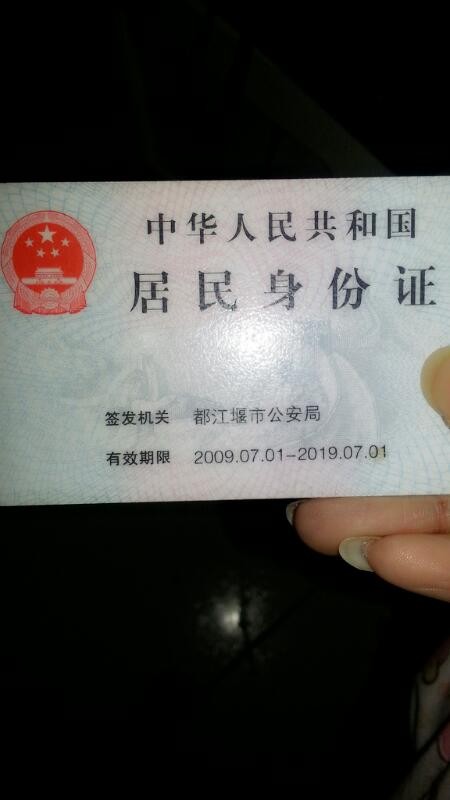 中华人民共和国
居民身份证
签发机关 都江堰市公安局
有效期限 2009.07.01-2019.07.01